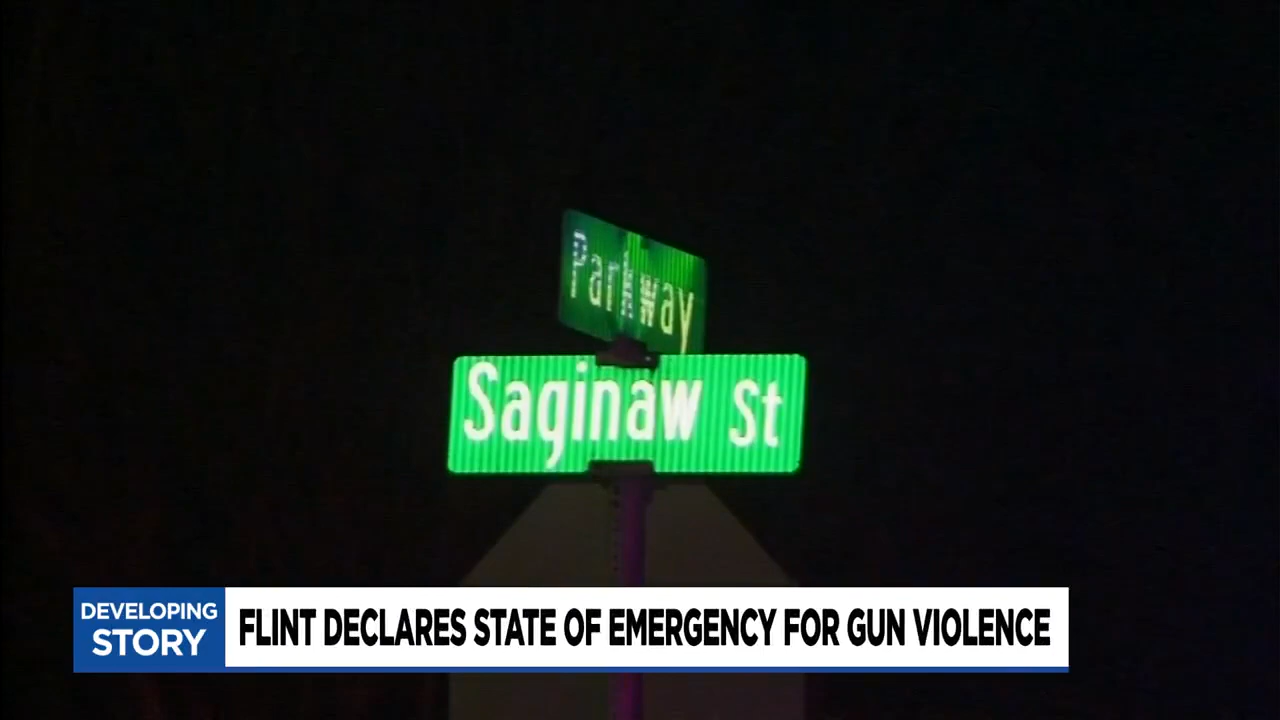 Parkway
Saginaw St
DEVELOPING
STORY
FLINT DECLARES STATE OF EMERGENCY FOR GUN VIOLENCE